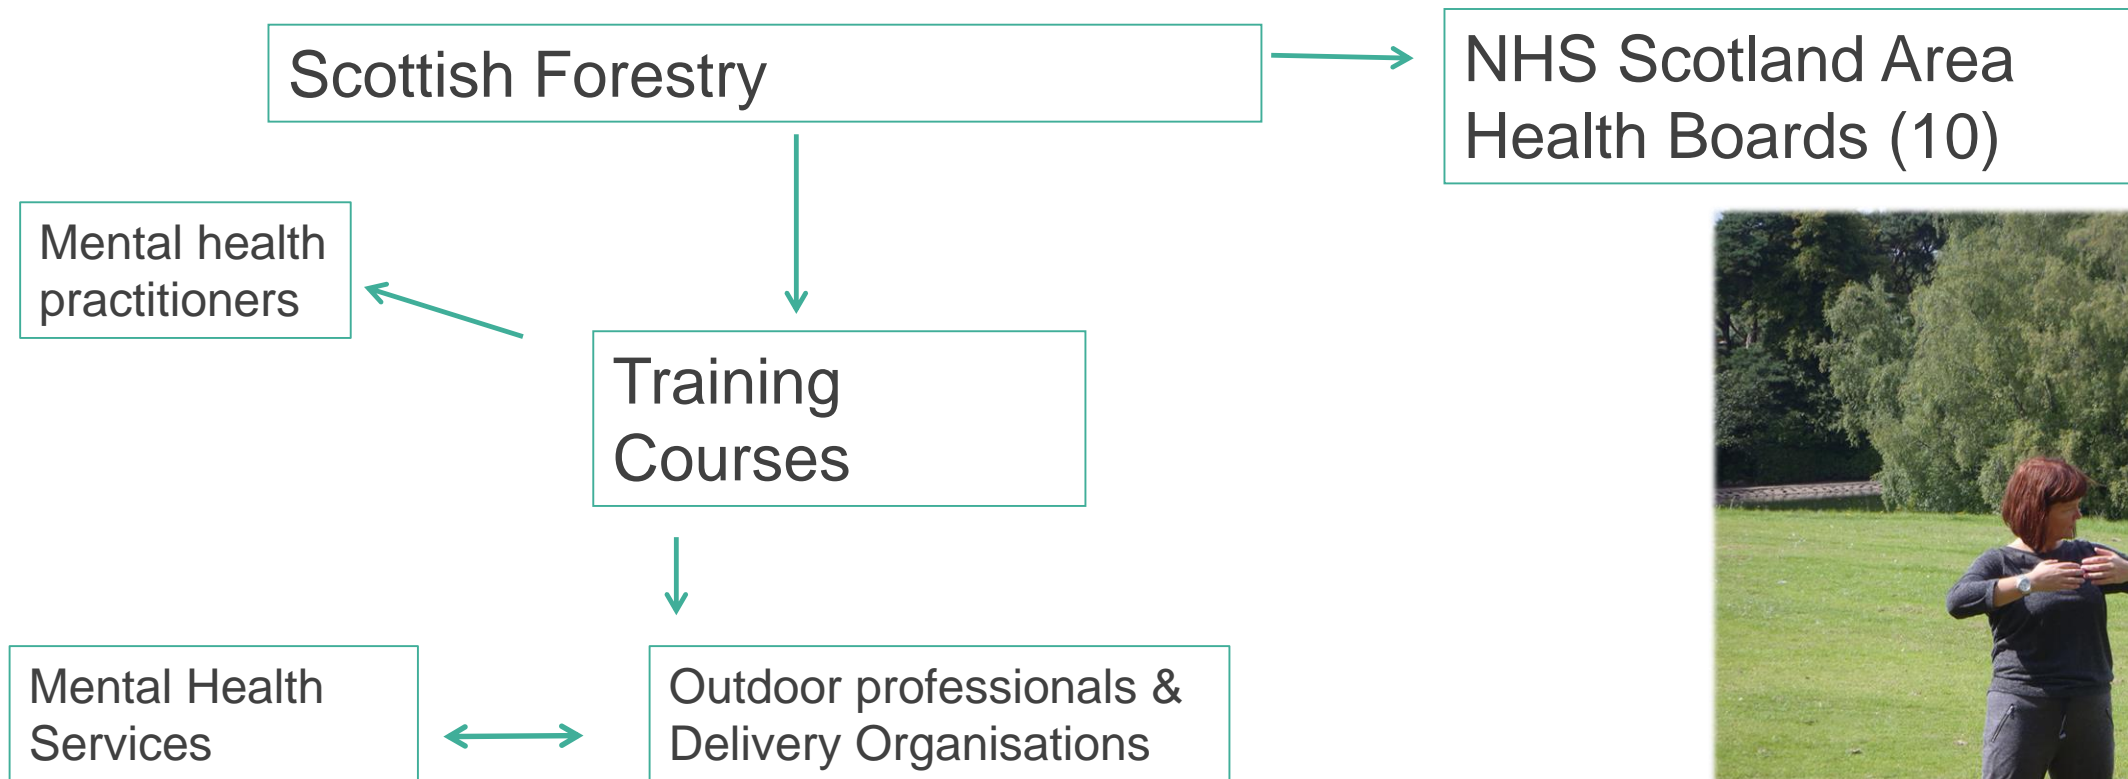 Scottish Forestry
NHS Scotland Area
Health Boards (10)
Mental health
practitioners
Training
Courses
Mental Health
Services
Outdoor professionals &
Delivery Organisations